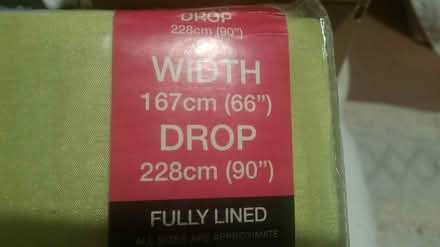 DROP
228cm (90")
WIDTH
167cm (66")
DROP
228cm (90")
FULLY LINED
ALL SIZES ARE APPROXIMATE